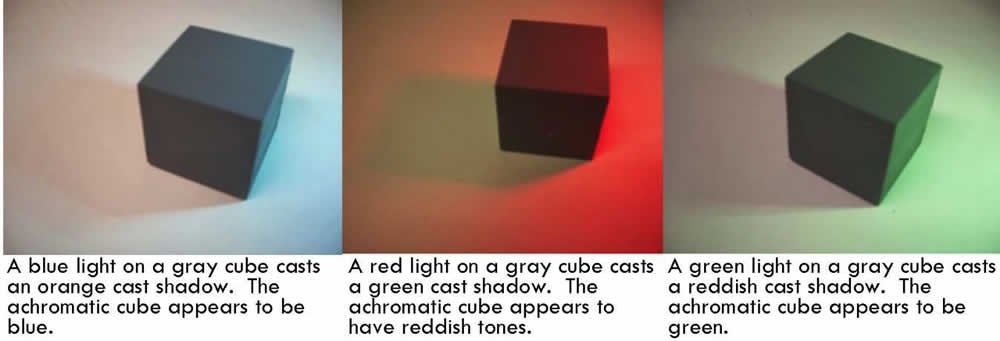 A blue light on a gray cube casts
an orange cast shadow.  The
achromatic cube appears to be
blue.
A red light on a gray cube casts
a green cast shadow.  The
achromatic cube appears to
have reddish tones.
A green light on a gray cube casts
a reddish cast shadow.  The
achromatic cube appears to be
green.